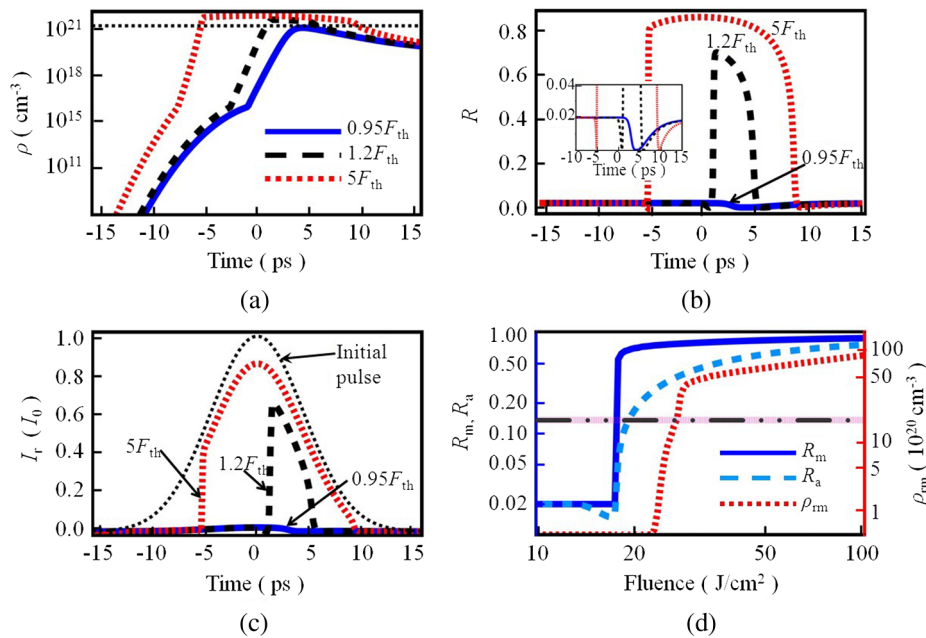 ρ ( cm⁻³ )
10²¹
10¹⁸
10¹⁵
10¹¹
0.95Fth
1.2Fth
5Fth
-15 -10 -5 0 5 10 15
Time ( ps )
(a)
R
0.8
0.6
0.4
0.2
0.0
5Fth
1.2Fth
0.95Fth
0.04
0.02
-10 -5 0 5 10 15
Time ( ps )
-15 -10 -5 0 5 10 15
Time ( ps )
(b)
Ir ( I0 )
1.0
0.8
0.6
0.4
0.2
0.0
Initial
pulse
5Fth
1.2Fth
0.95Fth
-15 -10 -5 0 5 10 15
Time ( ps )
(c)
Rm, Ra
1.00
0.50
0.20
0.10
0.05
0.02
Rm
Ra
ρrm
100
50
10
5
1
ρrm ( 10²⁰ cm⁻³ )
10 20 50 100
Fluence ( J/cm² )
(d)